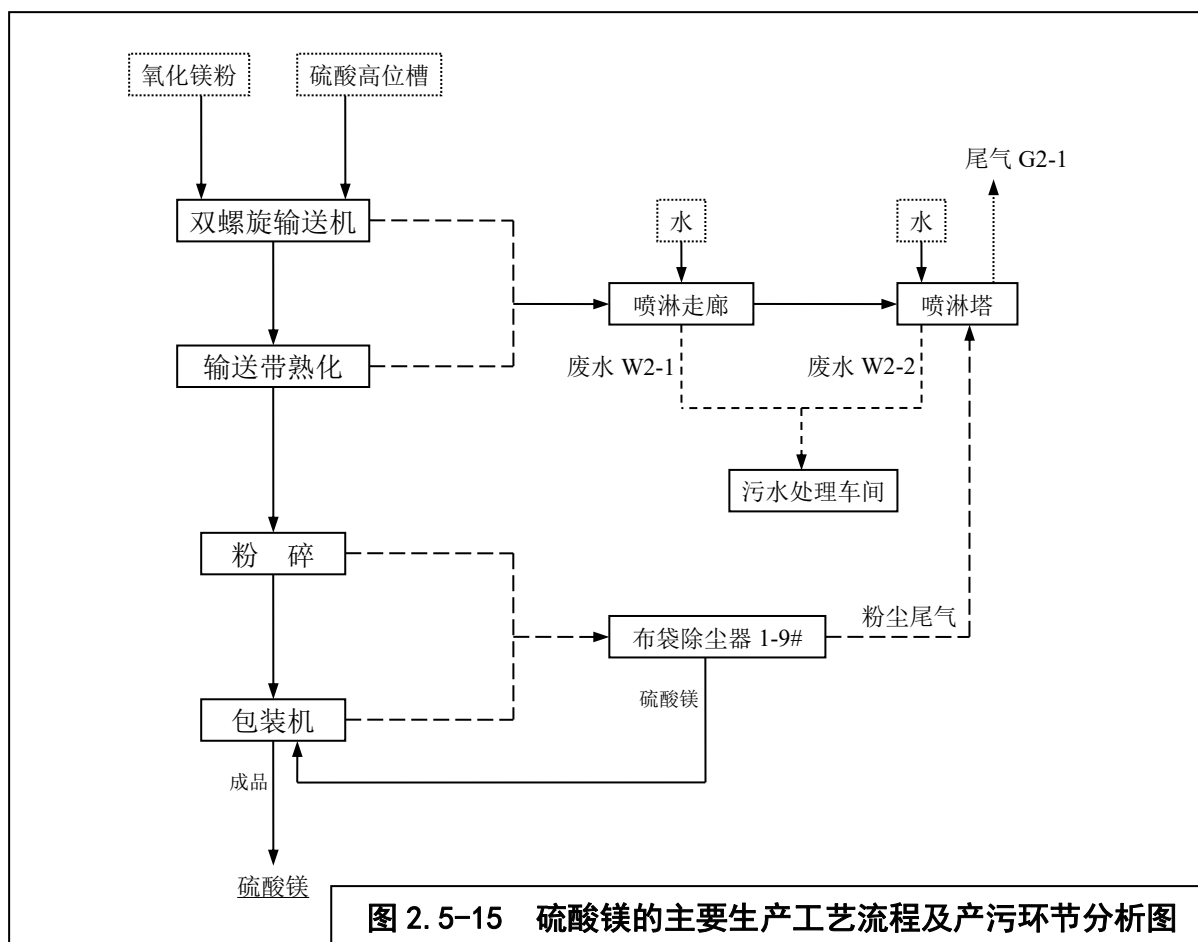 氧化镁粉
硫酸高位槽
尾气 G2-1
双螺旋输送机
水
水
喷淋走廊
喷淋塔
输送带熟化
废水 W2-1
废水 W2-2
污水处理车间
粉 碎
布袋除尘器 1-9#
粉尘尾气
硫酸镁
包装机
成品
硫酸镁
图 2.5-15 硫酸镁的主要生产工艺流程及产污环节分析图